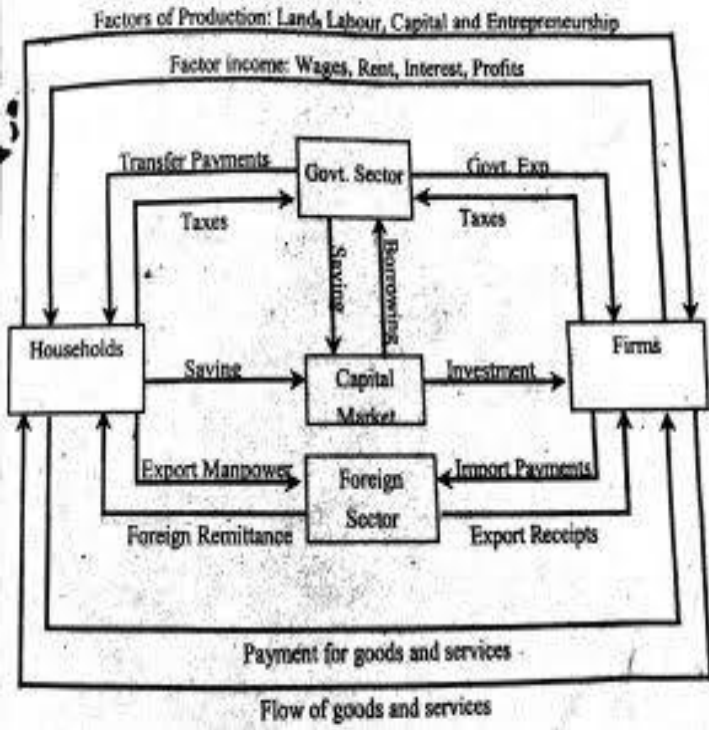 Factors of Production: Land, Labour, Capital and Entrepreneurship
Factor income: Wages, Rent, Interest, Profits
Transfer Payments
Govt. Sector
Govt. Exp
Taxes
Taxes
Saving
Borrowing
Households
Firms
Saving
Capital
Market
Investment
Export Manpower
Foreign
Sector
Import Payments
Foreign Remittance
Export Receipts
Payment for goods and services
Flow of goods and services